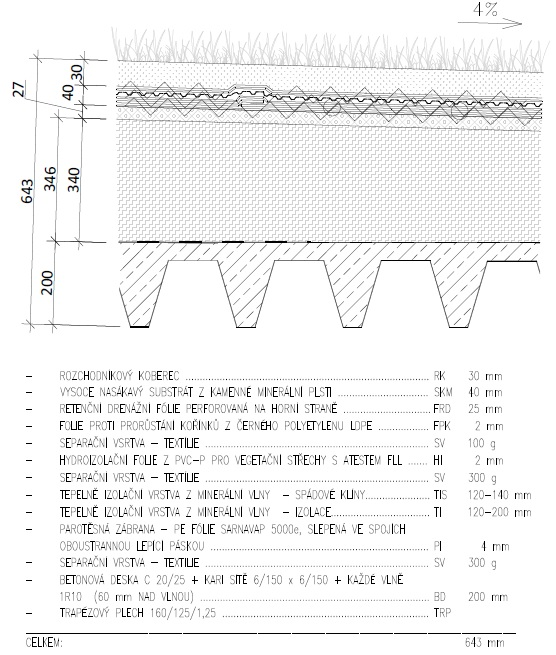 4%
30
27
40
643
346
340
200
– ROZCHODNÍKOVÝ KOBEREC ... RK 30 mm
– VYSOCE NASÁKAVÝ SUBSTRÁT Z KAMENNÉ MINERÁLNÍ PLSTI ... SKM 40 mm
– RETENČNÍ DRENÁŽNÍ FÓLIE PERFOROVANÁ NA HORNÍ STRANĚ ... FRD 25 mm
– FOLIE PROTI PRORŮSTÁNÍ KOŘÍNKŮ Z ČERNÉHO POLYETYLENU LDPE ... FPK 2 mm
– SEPARAČNÍ VSRTVA – TEXTILIE ... SV 100 g
– HYDROIZOLAČNÍ FOLIE Z PVC–P PRO VEGETAČNÍ STŘECHY S ATESTEM FLL .. HI 2 mm
– SEPARAČNÍ VRSTVA – TEXTILIE ... SV 300 g
– TEPELNĚ IZOLAČNÍ VRSTVA Z MINERÁLNÍ VLNY – SPÁDOVÉ KLÍNY... TIS 120–140 mm
– TEPELNĚ IZOLAČNÍ VRSTVA Z MINERÁLNÍ VLNY – IZOLACE... TI 120–200 mm
– PAROTĚSNÁ ZÁBRANA – PE FÓLIE SARNAVAP 5000e, SLEPENÁ VE SPOJÍCH
OBOUSTRANNOU LEPÍCÍ PÁSKOU ... PI 4 mm
– SEPARAČNÍ VRSTVA – TEXTILIE ... SV 300 g
– BETONOVÁ DESKA C 20/25 + KARI SÍTĚ 6/150 x 6/150 + KAŽDÉ VLNĚ
1R10 (60 mm NAD VLNOU) ... BD 200 mm
– TRAPÉZOVÝ PLECH 160/125/1,25 ... TRP
CELKEM: 643 mm